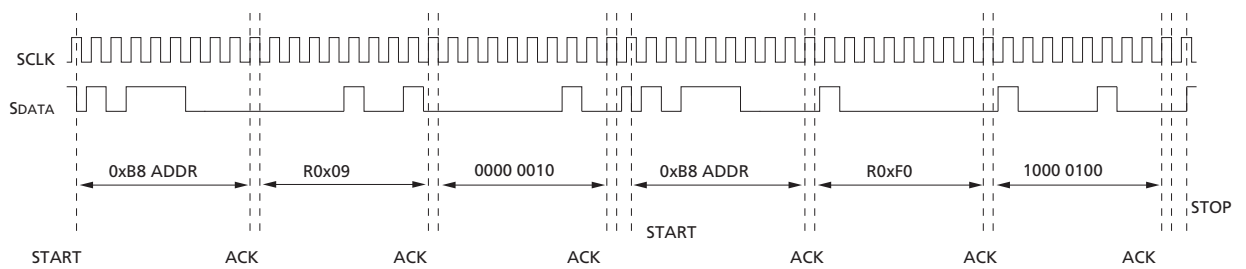 SCLK
SDATA
0xB8 ADDR R0x09 0000 0010 0xB8 ADDR R0xF0 1000 0100
STOP
START
START ACK ACK ACK ACK ACK ACK